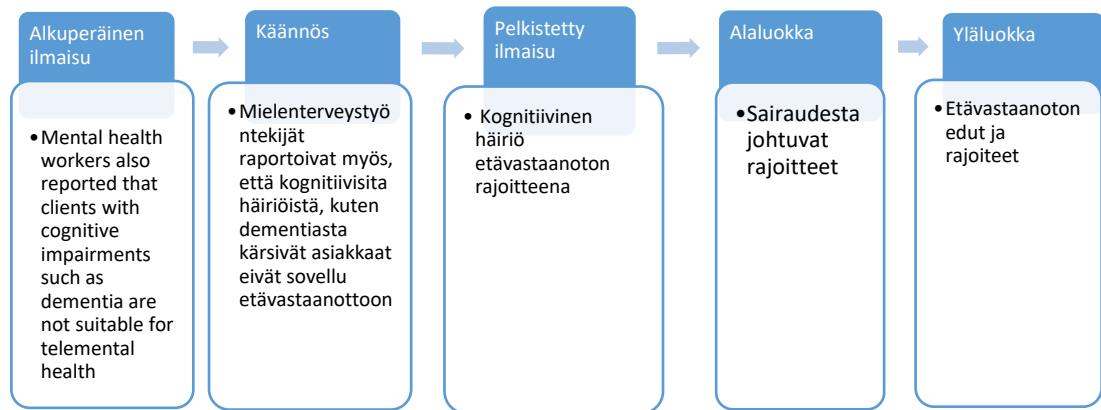 Alkuperäinen
ilmaisu
•Mental health
workers also
reported that
clients with
cognitive
impairments
such as
dementia are
not suitable for
telemental
health
Käännös
•Mielenterveystyö
ntekijät
raportoivat myös,
että kognitiivisita
häiriöistä, kuten
dementiasta
kärsivät asiakkaat
eivät sovellu
etävastaanottoon
Pelkistetty
ilmaisu
• Kognitiivinen
häiriö
etävastaanoton
rajoitteena
Alaluokka
•Sairaudesta
johtuvat
rajoitteet
Yläluokka
•Etävastaanoton
edut ja
rajoiteet